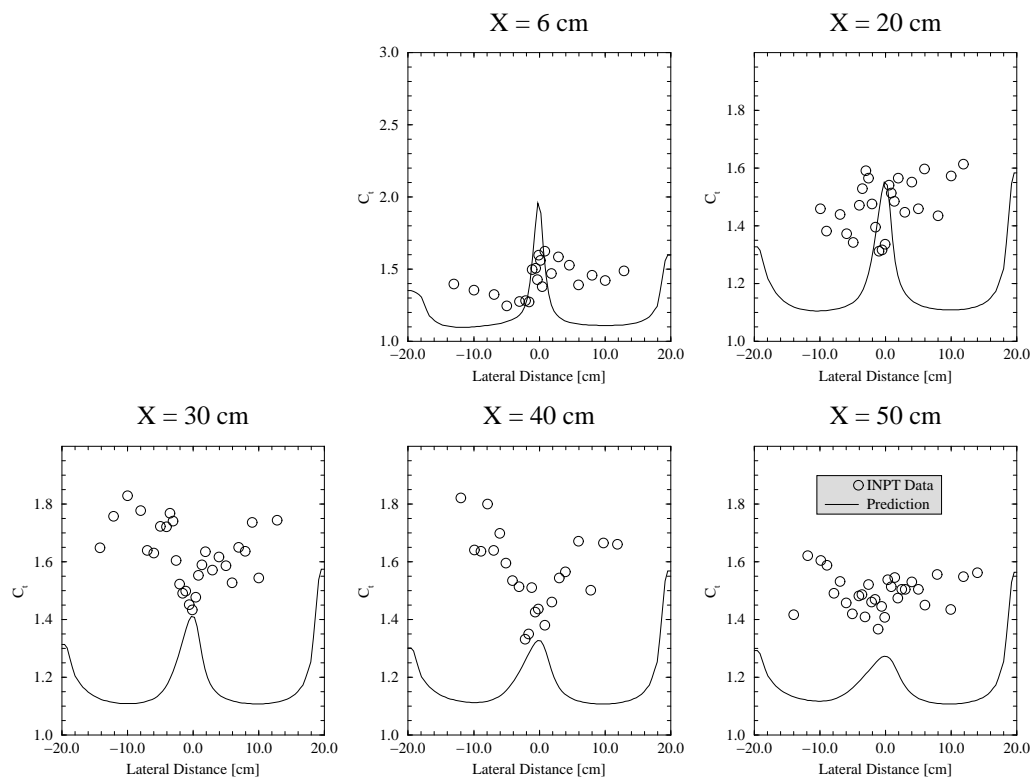 X = 6 cm
3.0
2.5
2.0
1.5
1.0
C_t
−20.0 −10.0 0.0 10.0 20.0
Lateral Distance [cm]
X = 20 cm
1.8
1.6
1.4
1.2
1.0
C_t
−20.0 −10.0 0.0 10.0 20.0
Lateral Distance [cm]
X = 30 cm
1.8
1.6
1.4
1.2
1.0
C_t
−20.0 −10.0 0.0 10.0 20.0
Lateral Distance [cm]
X = 40 cm
1.8
1.6
1.4
1.2
1.0
C_t
−20.0 −10.0 0.0 10.0 20.0
Lateral Distance [cm]
X = 50 cm
INPT Data
Prediction
1.8
1.6
1.4
1.2
1.0
C_t
−20.0 −10.0 0.0 10.0 20.0
Lateral Distance [cm]